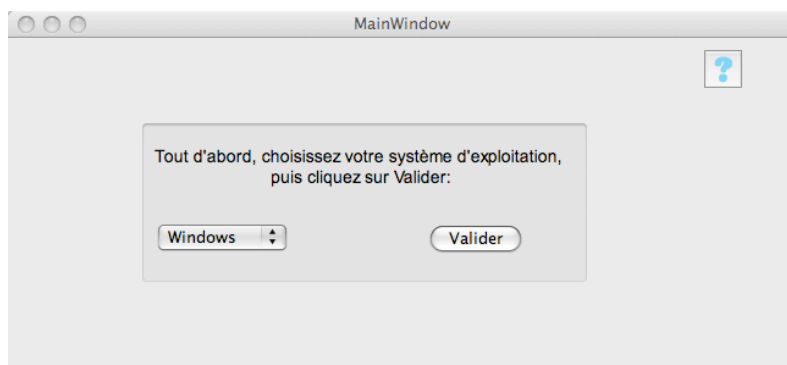 MainWindow
?
Tout d'abord, choisissez votre système d'exploitation,
puis cliquez sur Valider:
Windows
Valider